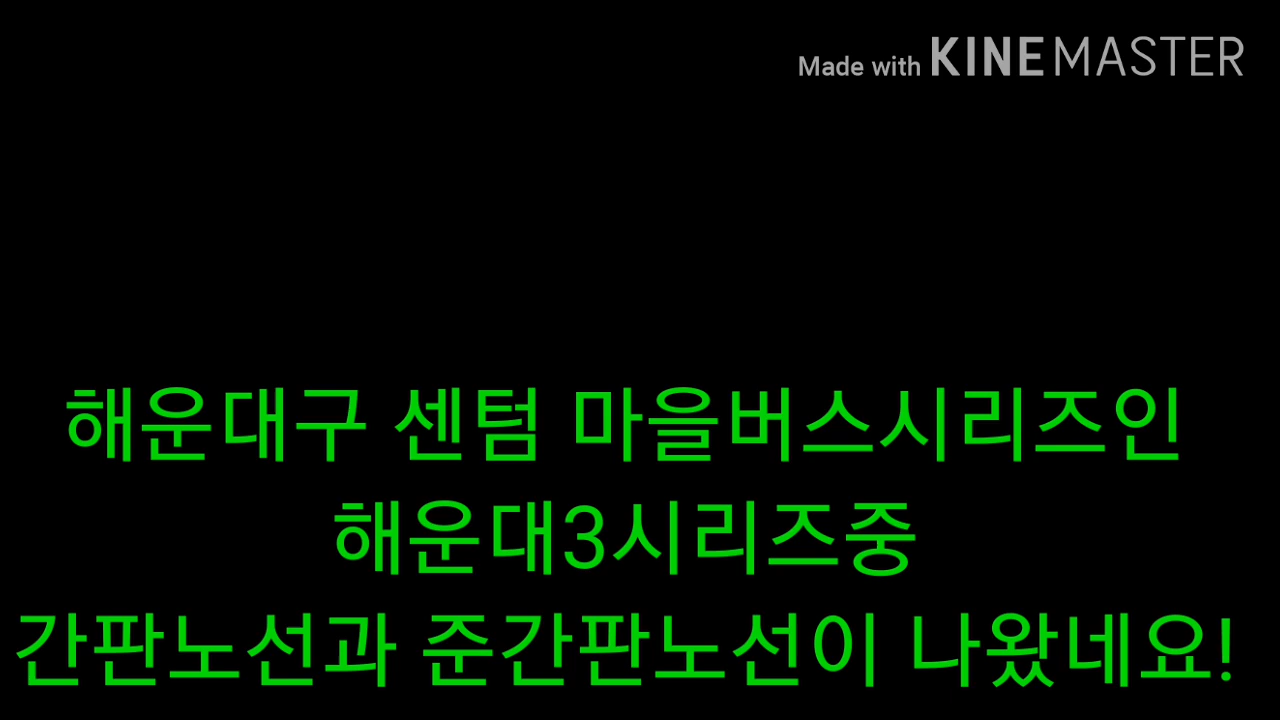 Made with KINEMASTER
해운대구 센텀 마을버스시리즈인
해운대3시리즈중
간판노선과 준간판노선이 나왔네요!